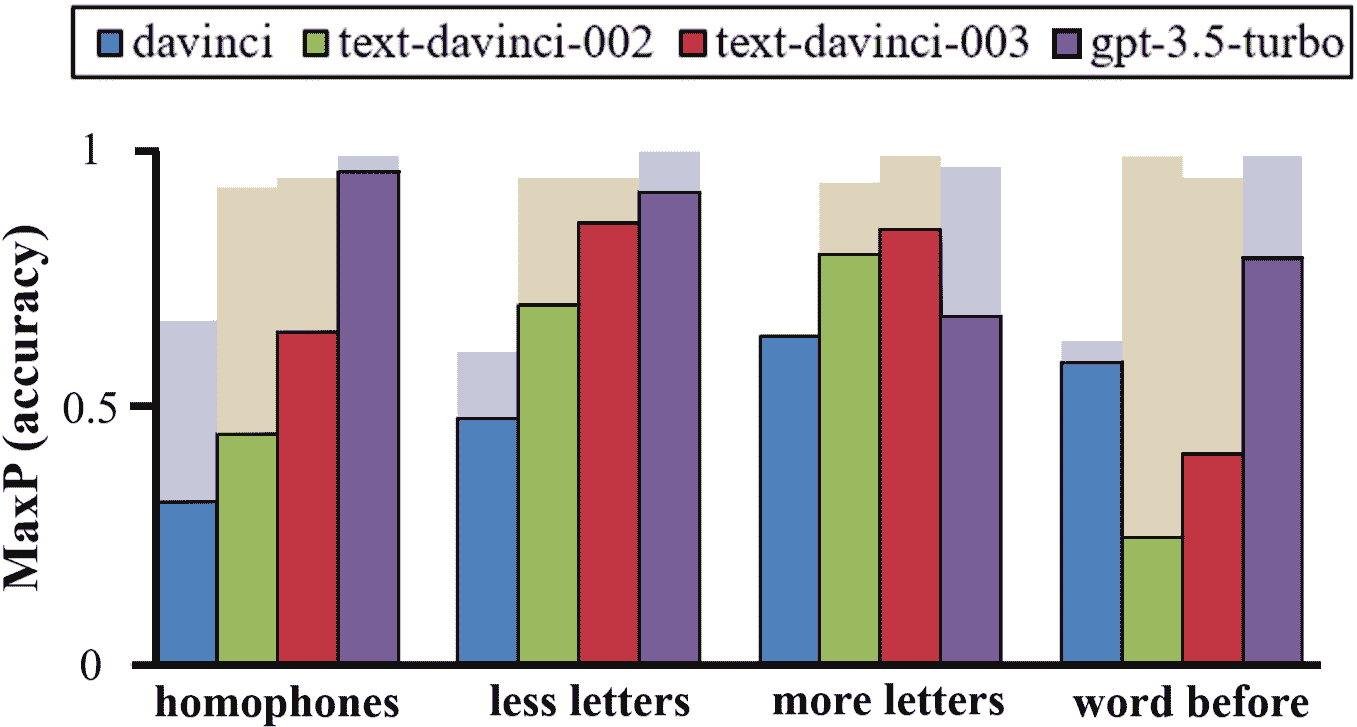 davinci text-davinci-002 text-davinci-003 gpt-3.5-turbo
MaxP (accuracy)
1
0.5
0
homophones less letters more letters word before